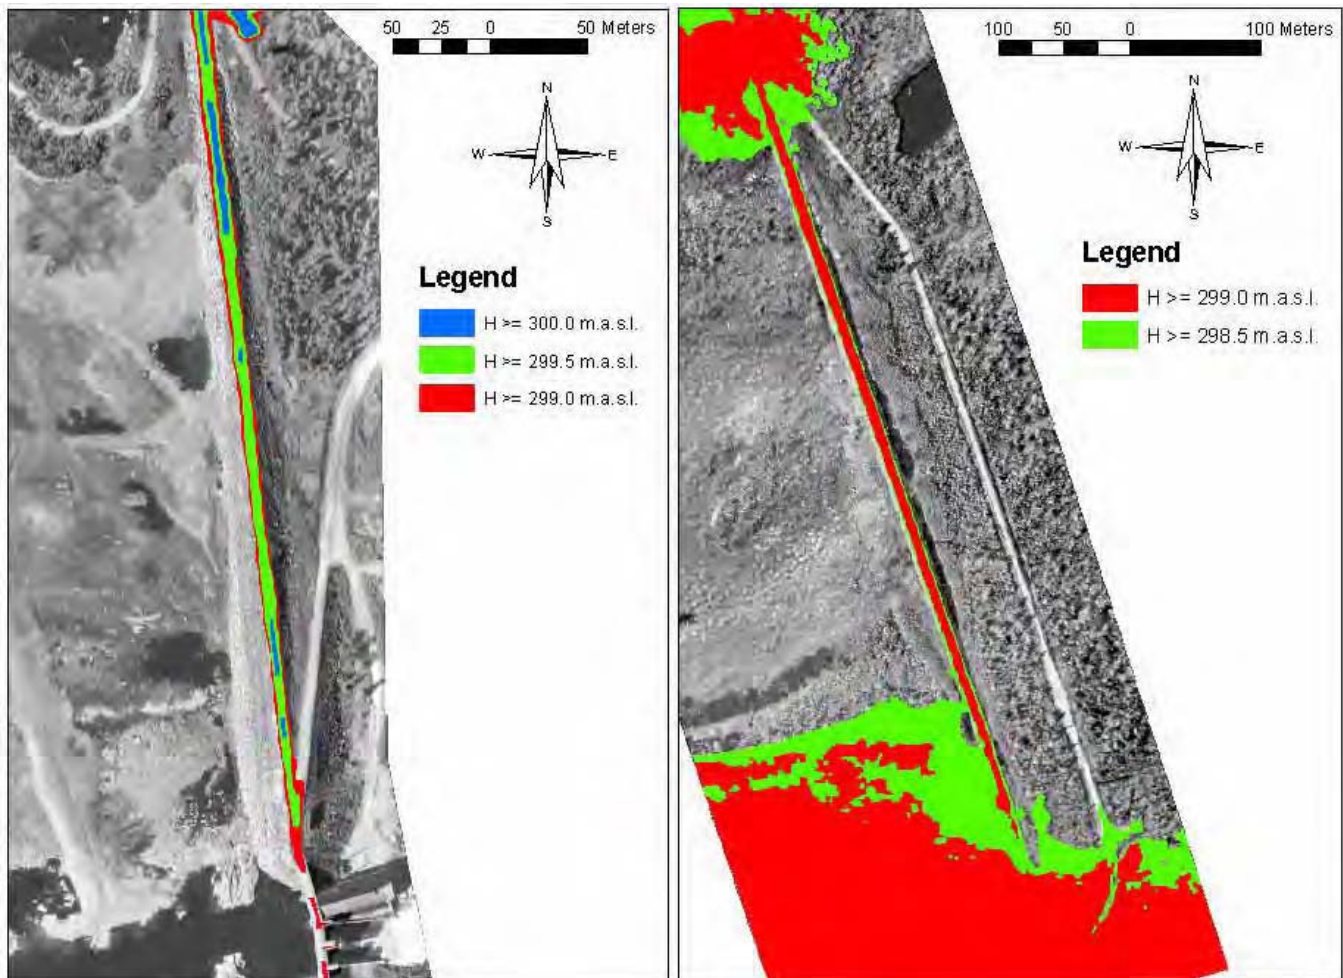 50 25 0 50 Meters
N
W E
S
Legend
H >= 300.0 m.a.s.l.
H >= 299.5 m.a.s.l.
H >= 299.0 m.a.s.l.
100 50 0 100 Meters
N
W E
S
Legend
H >= 299.0 m.a.s.l.
H >= 298.5 m.a.s.l.